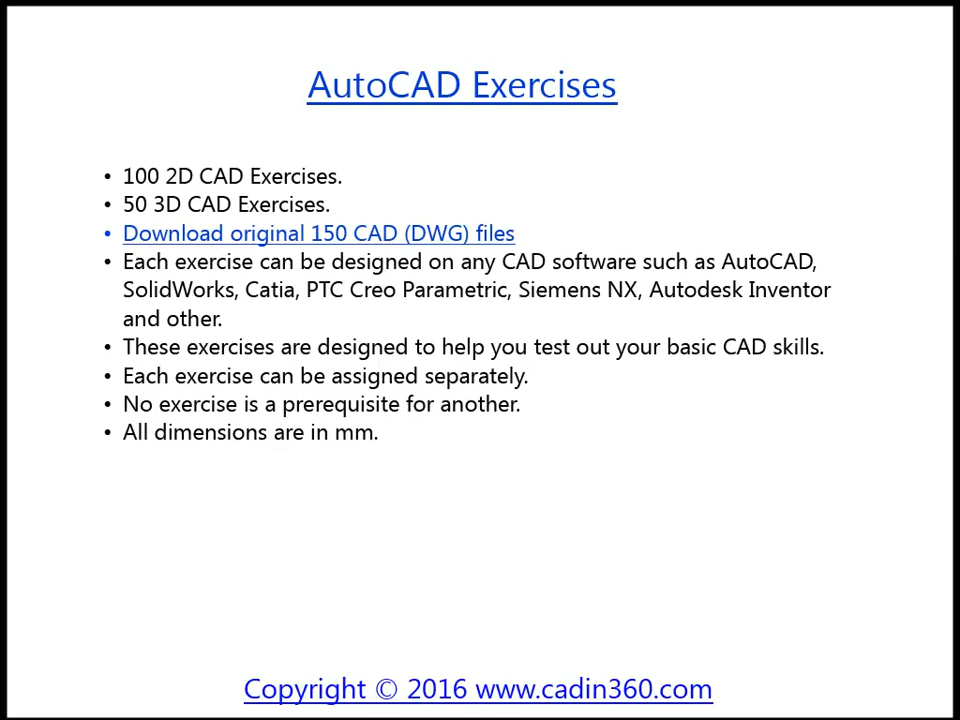 AutoCAD Exercises
• 100 2D CAD Exercises.
• 50 3D CAD Exercises.
• Download original 150 CAD (DWG) files
• Each exercise can be designed on any CAD software such as AutoCAD,
SolidWorks, Catia, PTC Creo Parametric, Siemens NX, Autodesk Inventor
and other.
• These exercises are designed to help you test out your basic CAD skills.
• Each exercise can be assigned separately.
• No exercise is a prerequisite for another.
• All dimensions are in mm.
Copyright © 2016 www.cadin360.com